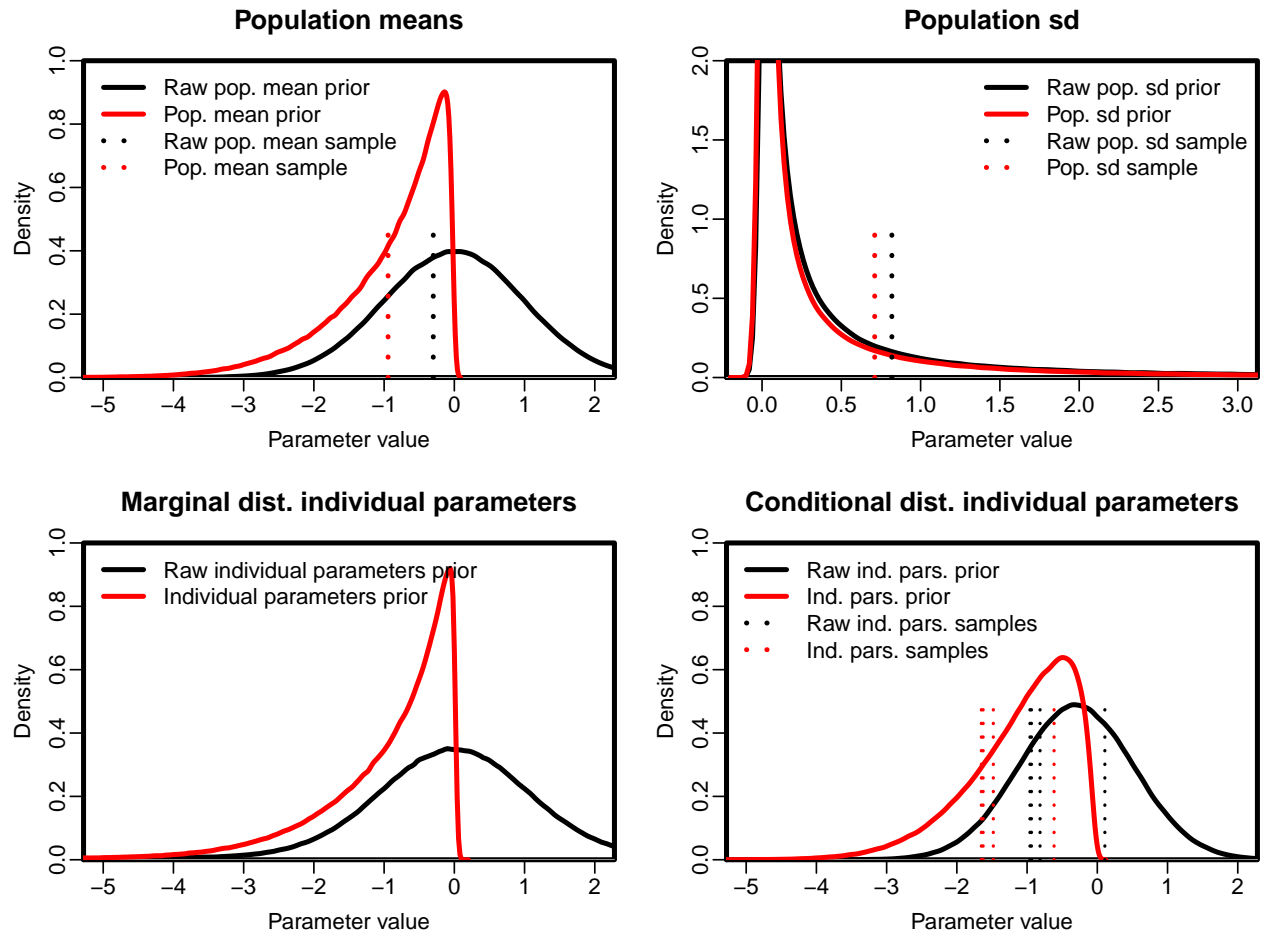 Population means
Raw pop. mean prior
Pop. mean prior
Raw pop. mean sample
Pop. mean sample
Density
0.0 0.2 0.4 0.6 0.8 1.0
−5 −4 −3 −2 −1 0 1 2
Parameter value
Population sd
Raw pop. sd prior
Pop. sd prior
Raw pop. sd sample
Pop. sd sample
Density
0.0 0.5 1.0 1.5 2.0
0.0 0.5 1.0 1.5 2.0 2.5 3.0
Parameter value
Marginal dist. individual parameters
Raw individual parameters prior
Individual parameters prior
Density
0.0 0.2 0.4 0.6 0.8 1.0
−5 −4 −3 −2 −1 0 1 2
Parameter value
Conditional dist. individual parameters
Raw ind. pars. prior
Ind. pars. prior
Raw ind. pars. samples
Ind. pars. samples
Density
0.0 0.2 0.4 0.6 0.8 1.0
−5 −4 −3 −2 −1 0 1 2
Parameter value